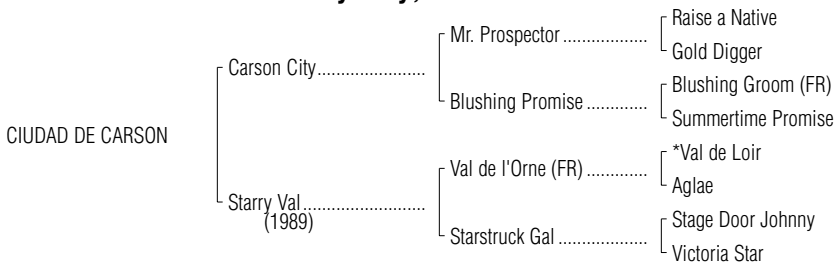 Raise a Native
Mr. Prospector ..................
Gold Digger
Carson City.......................
Blushing Groom (FR)
Blushing Promise .............
Summertime Promise
CIUDAD DE CARSON
*Val de Loir
Val de l'Orne (FR) .............
Aglae
Starry Val..........................
(1989)
Stage Door Johnny
Starstruck Gal ...................
Victoria Star